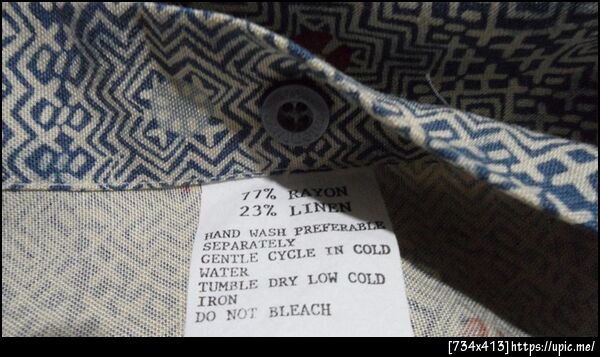 77% RAYON
23% LINEN
HAND WASH PREFERABLE
SEPARATELY
GENTLE CYCLE IN COLD
WATER
TUMBLE DRY LOW COLD
IRON
DO NOT BLEACH
[734x413]https://upic.me/